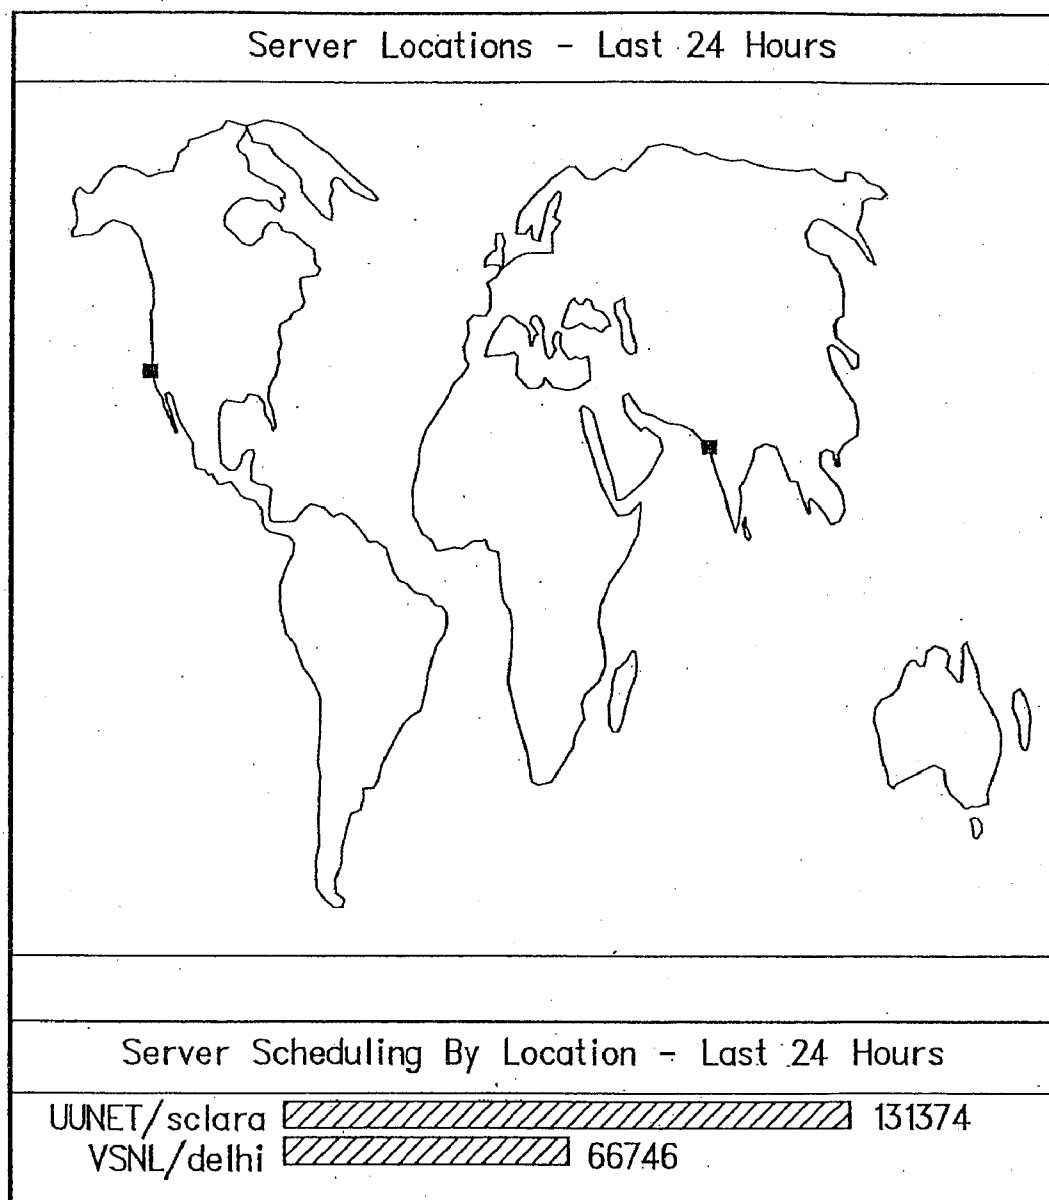 Server Locations - Last 24 Hours
Server Scheduling By Location - Last 24 Hours
UUNET/sclara 131374
VSNL/delhi 66746